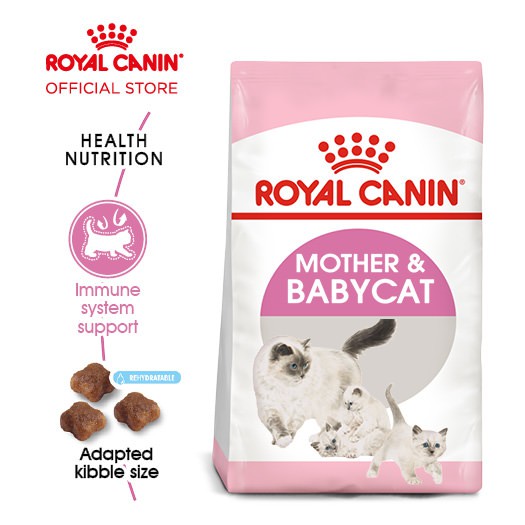 ROYAL CANIN®
OFFICIAL STORE
HEALTH
NUTRITION
Immune
system
support
REHYDRATABLE
Adapted
kibble size
ROYAL CANIN®
MOTHER &
BABYCAT